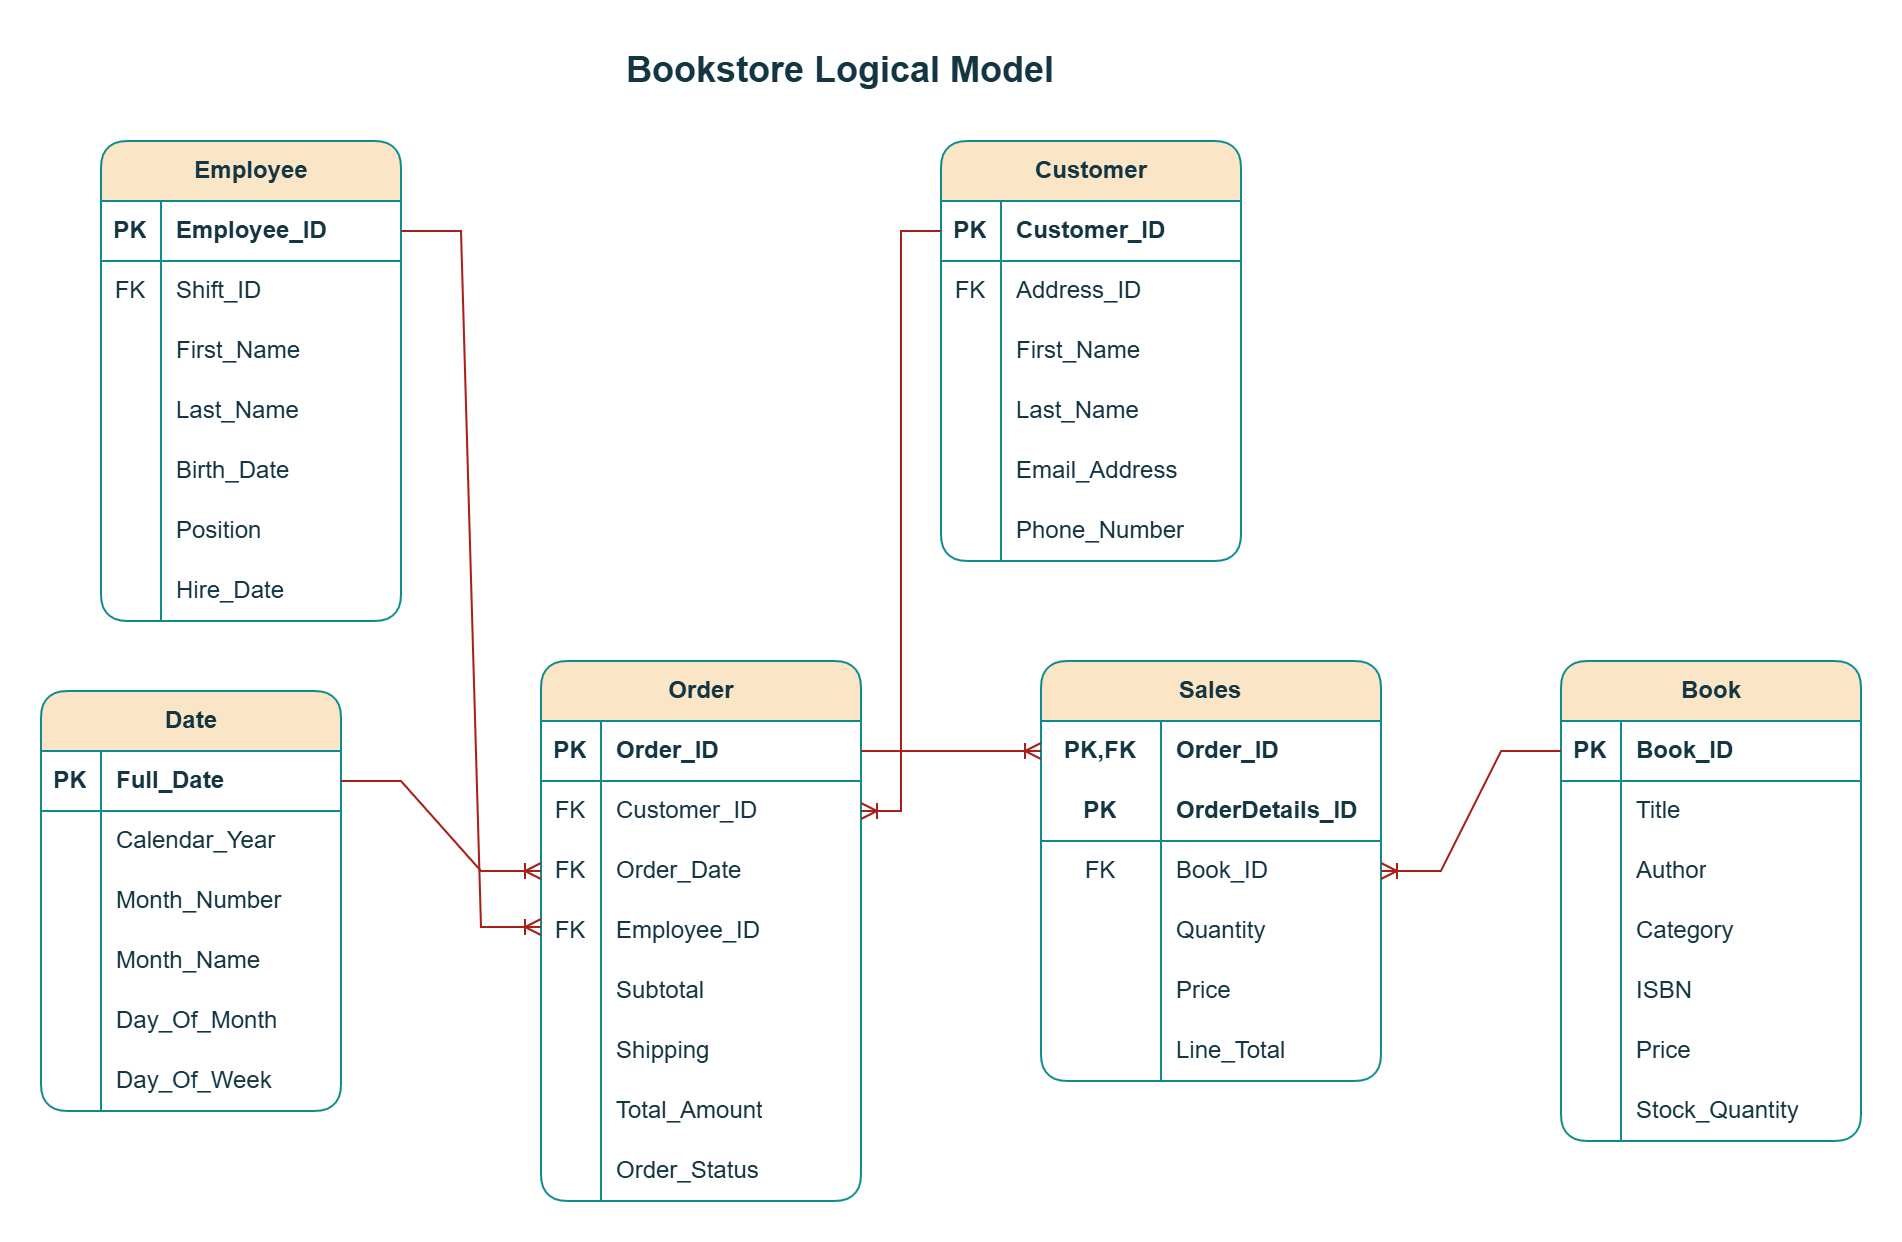 Bookstore Logical Model
Employee
PK Employee_ID
FK Shift_ID
First_Name
Last_Name
Birth_Date
Position
Hire_Date
Customer
PK Customer_ID
FK Address_ID
First_Name
Last_Name
Email_Address
Phone_Number
Date
PK Full_Date
Calendar_Year
Month_Number
Month_Name
Day_Of_Month
Day_Of_Week
Order
PK Order_ID
FK Customer_ID
FK Order_Date
FK Employee_ID
Subtotal
Shipping
Total_Amount
Order_Status
Sales
PK,FK Order_ID
PK OrderDetails_ID
FK Book_ID
Quantity
Price
Line_Total
Book
PK Book_ID
Title
Author
Category
ISBN
Price
Stock_Quantity